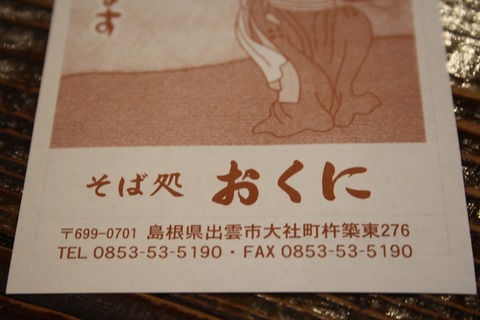 ます
そば処 おくに
〒699-0701 島根県出雲市大社町杵築東276
TEL 0853-53-5190・FAX 0853-53-5190